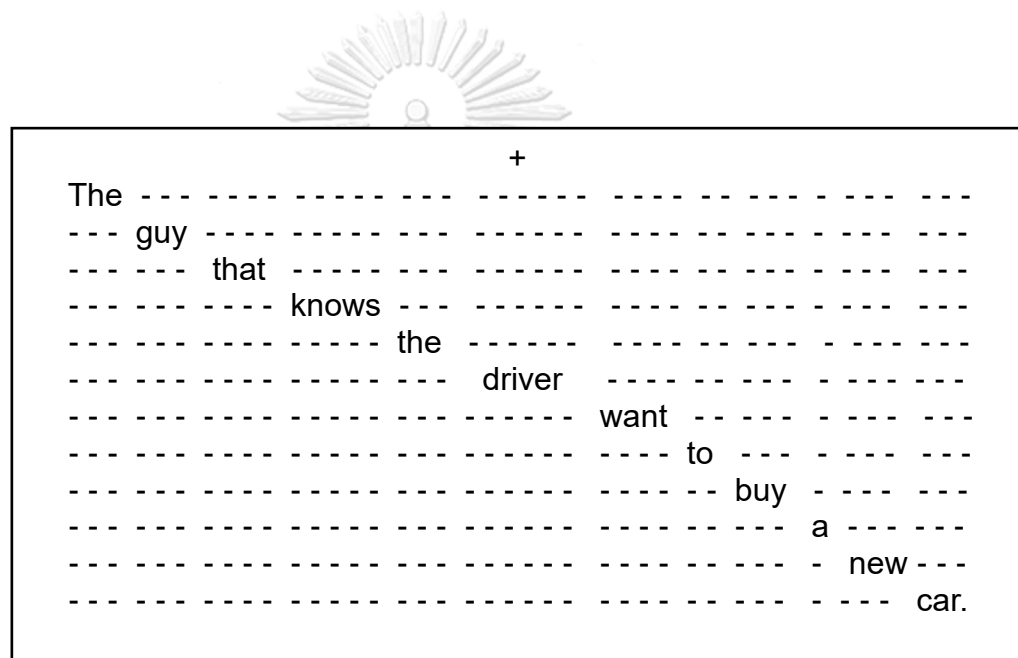 +
The --- ---- ----- --- ------ ---- -- --- - --- ---
--- guy ---- ----- --- ------ ---- -- --- - --- ---
--- --- that ----- --- ------ ---- -- --- - --- ---
--- --- ---- knows --- ------ ---- -- --- - --- ---
--- --- ---- ----- the ------ ---- -- --- - --- ---
--- --- ---- ----- --- driver ---- -- --- - --- ---
--- --- ---- ----- --- ------ want -- --- - --- ---
--- --- ---- ----- --- ------ ---- to --- - --- ---
--- --- ---- ----- --- ------ ---- -- buy - --- ---
--- --- ---- ----- --- ------ ---- -- --- a --- ---
--- --- ---- ----- --- ------ ---- -- --- - new ---
--- --- ---- ----- --- ------ ---- -- --- - --- car.